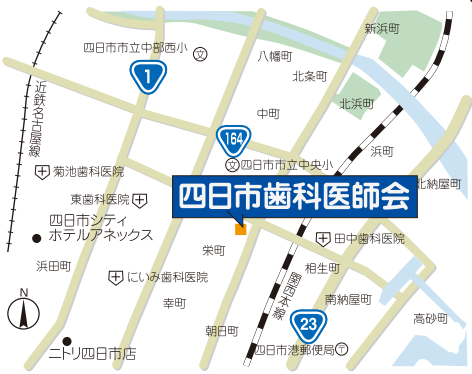 新浜町
四日市市立中部西小
文
八幡町
1
北条町
近鉄名古屋線
北浜町
中町
164
浜町
文
四日市市立中央小
菊池歯科医院
北納屋町
東歯科医院
四日市歯科医師会
四日市シティ
ホテルアネックス
田中歯科医院
栄町
浜田町
相生町
にいみ歯科医院
関西本線
N
幸町
南納屋町
高砂町
朝日町
23
四日市港郵便局
〒
ニトリ四日市店